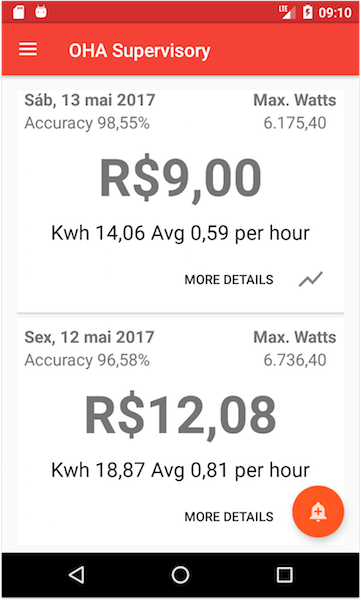 LTE 09:10
OHA Supervisory
Sáb, 13 mai 2017 Max. Watts
Accuracy 98,55% 6.175,40
R$9,00
Kwh 14,06 Avg 0,59 per hour
MORE DETAILS
Sex, 12 mai 2017 Max. Watts
Accuracy 96,58% 6.736,40
R$12,08
Kwh 18,87 Avg 0,81 per hour
MORE DETAILS